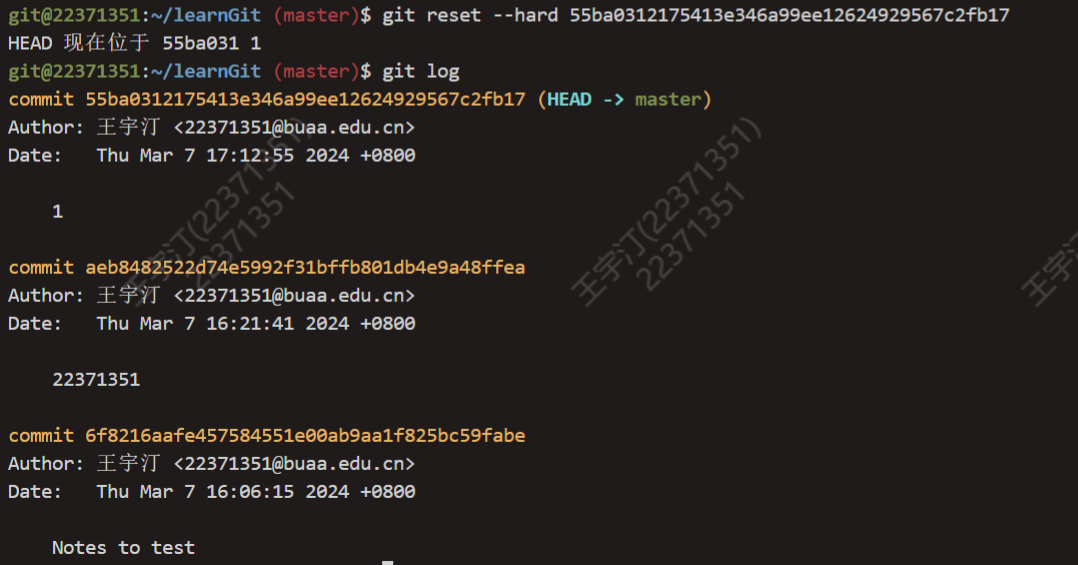 git@22371351:~/learnGit (master)$ git reset --hard 55ba0312175413e346a99ee12624929567c2fb17
HEAD 现在位于 55ba031 1
git@22371351:~/learnGit (master)$ git log
commit 55ba0312175413e346a99ee12624929567c2fb17 (HEAD -> master)
Author: 王宇汀 <22371351@buaa.edu.cn>
Date:   Thu Mar 7 17:12:55 2024 +0800
1
commit aeb8482522d74e5992f31bffb801db4e9a48ffea
Author: 王宇汀 <22371351@buaa.edu.cn>
Date:   Thu Mar 7 16:21:41 2024 +0800
22371351
commit 6f8216aafe457584551e00ab9aa1f825bc59fabe
Author: 王宇汀 <22371351@buaa.edu.cn>
Date:   Thu Mar 7 16:06:15 2024 +0800
Notes to test
王宇汀(22371351)
22371351
王宇汀(22371351)
22371351
王宇汀